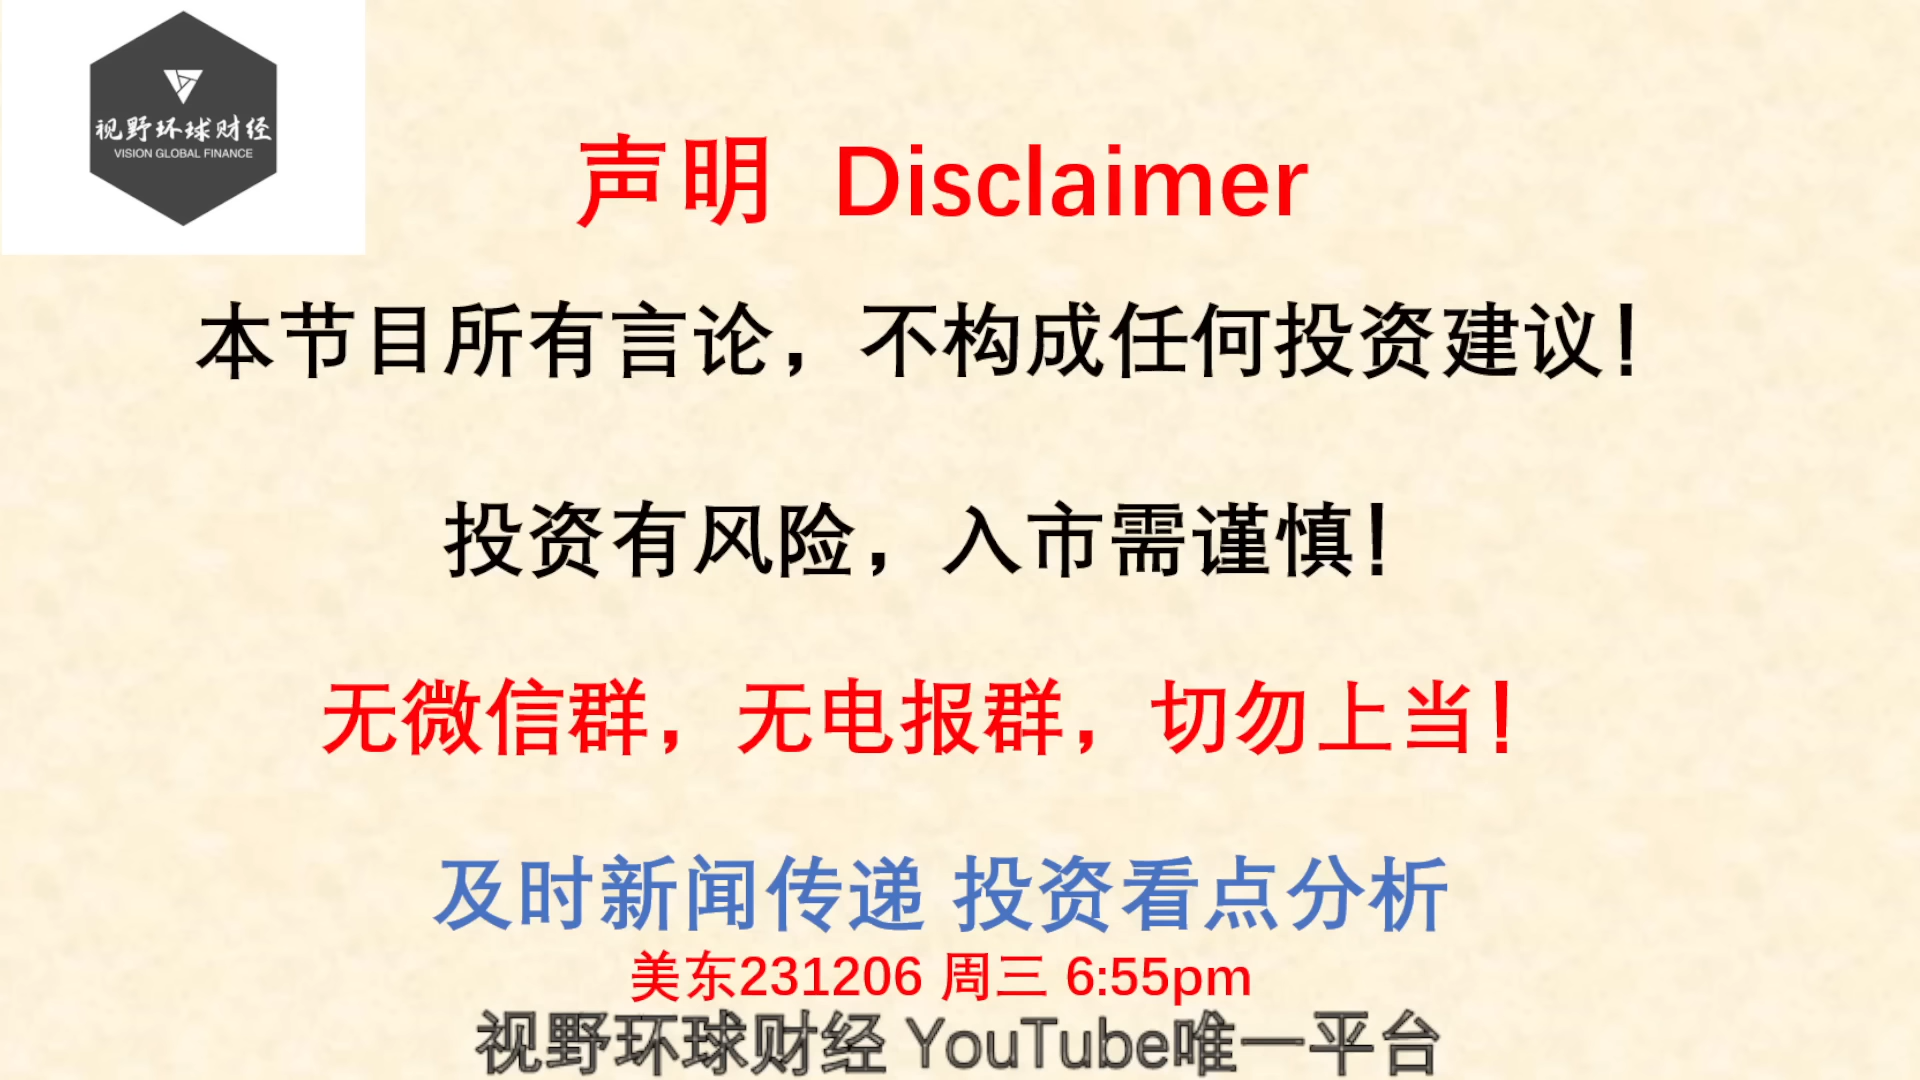 视野环球财经
VISION GLOBAL FINANCE
声明 Disclaimer
本节目所有言论，不构成任何投资建议！
投资有风险，入市需谨慎！
无微信群，无电报群，切勿上当！
及时新闻传递 投资看点分析
美东231206 周三 6:55pm
视野环球财经 YouTube唯一平台